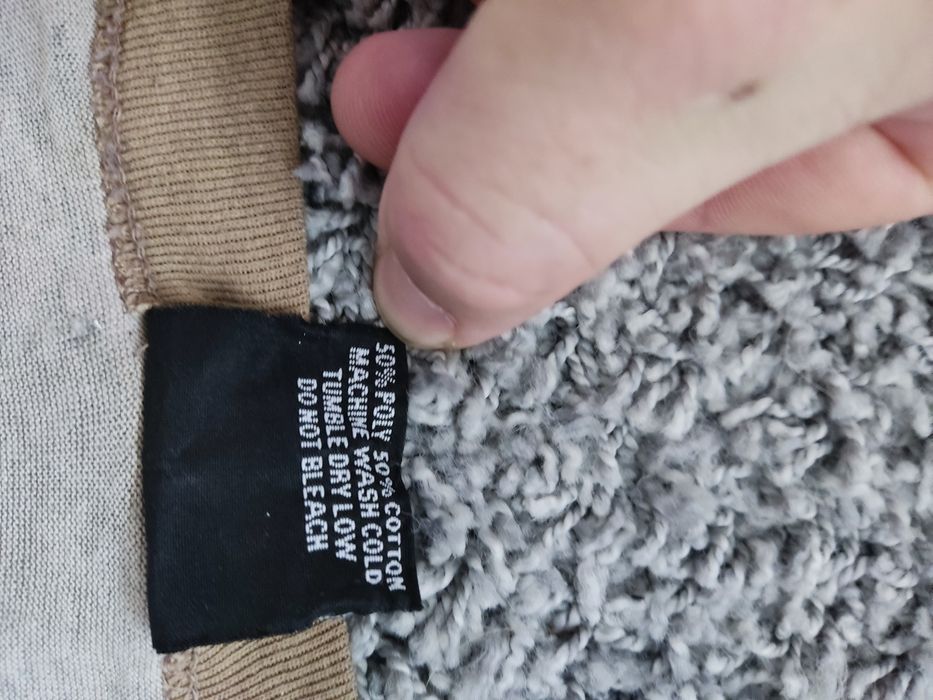 50% POLY 50% COTTON
MACHINE WASH COLD
TUMBLE DRY LOW
DO NOT BLEACH